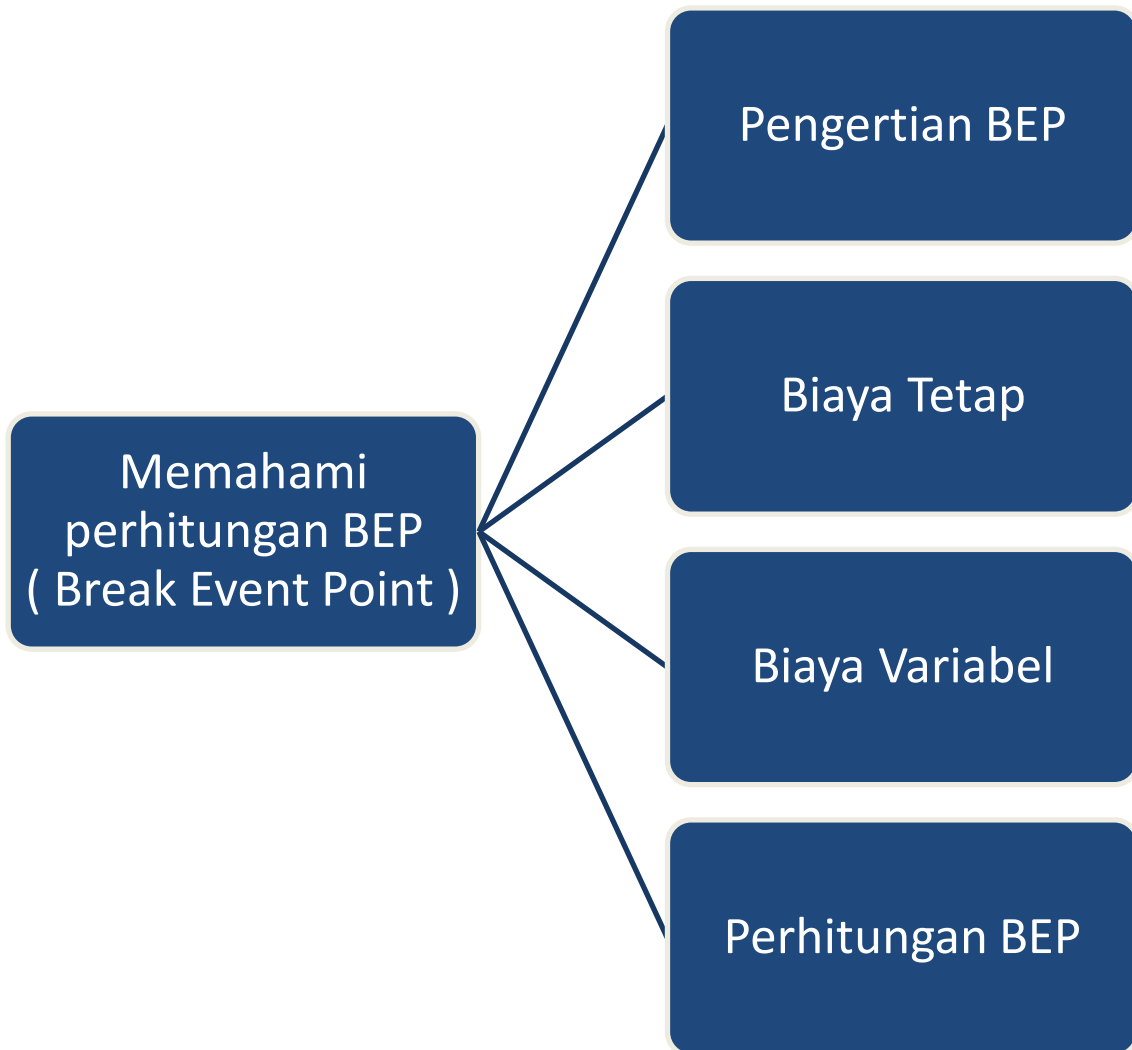 Pengertian BEP
Biaya Tetap
Memahami
perhitungan BEP
( Break Event Point )
Biaya Variabel
Perhitungan BEP